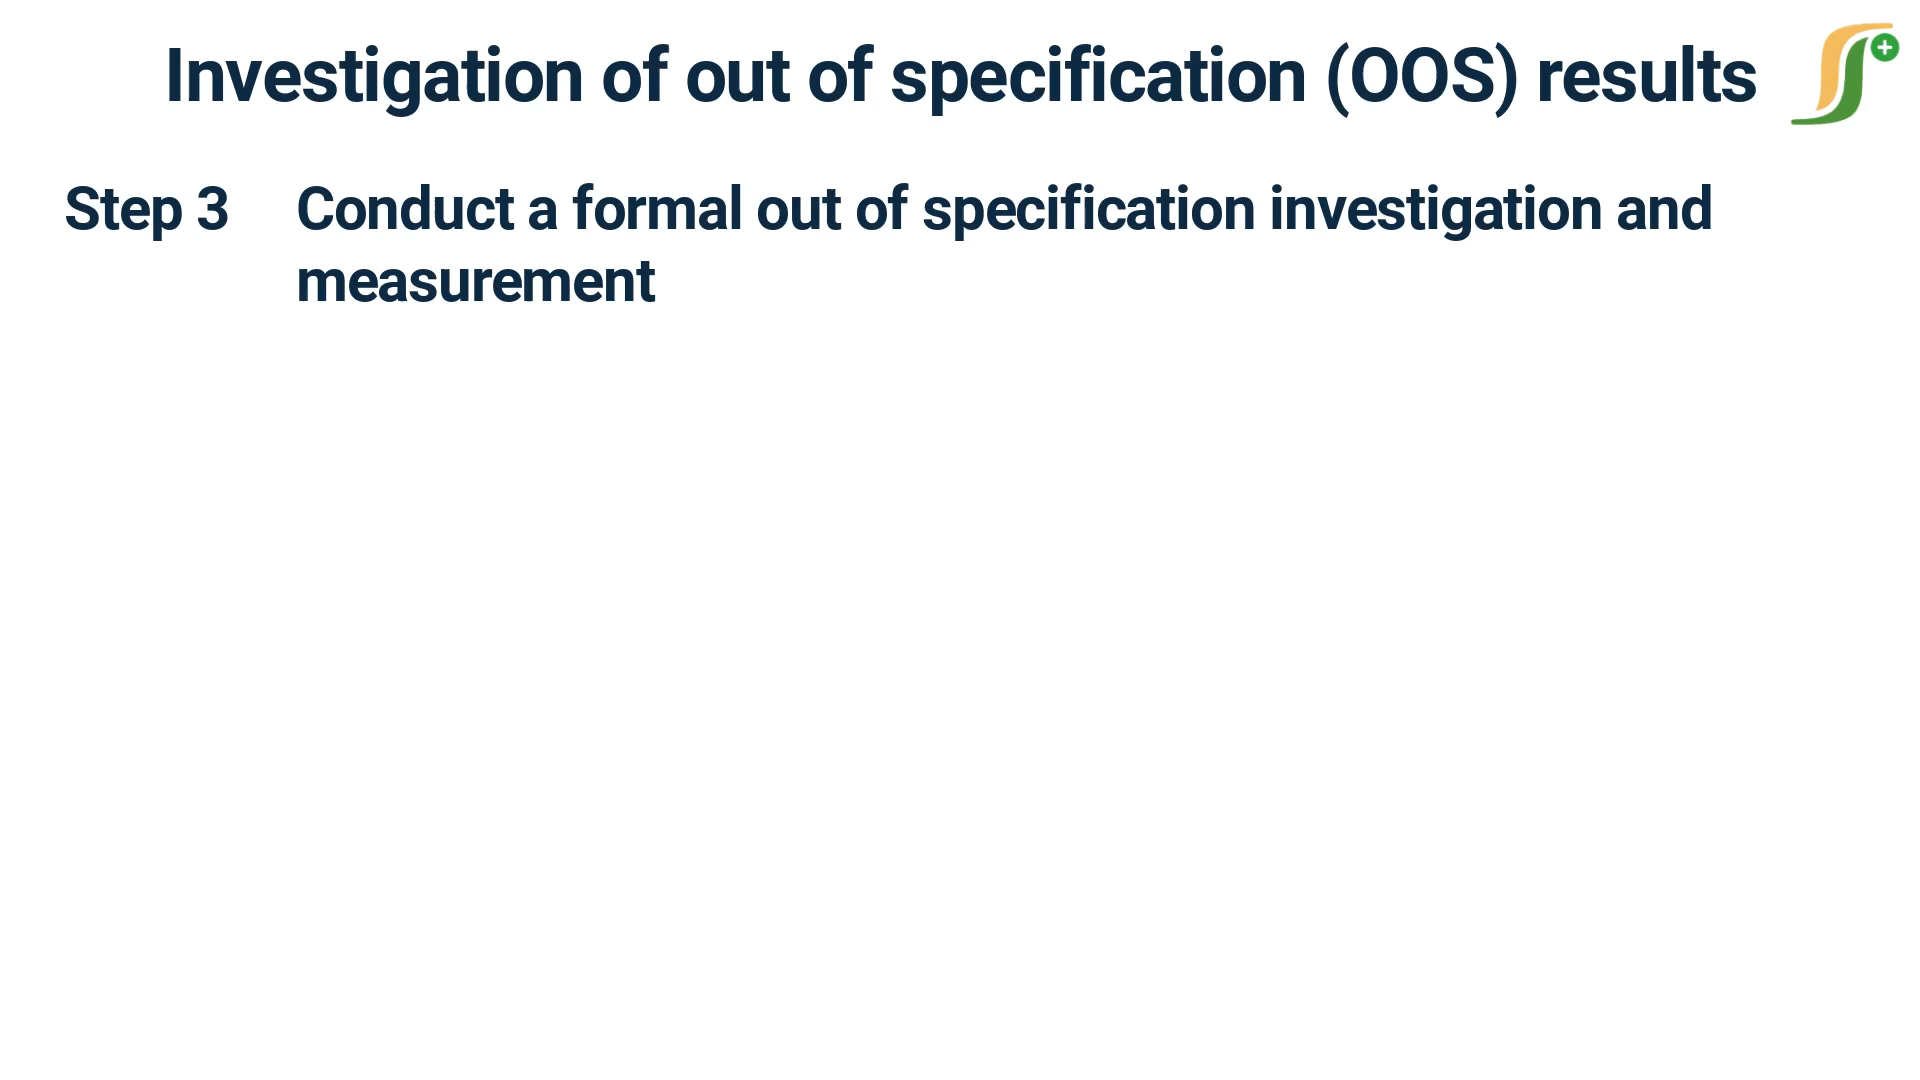 Investigation of out of specification (OOS) results
Step 3 Conduct a formal out of specification investigation and
measurement